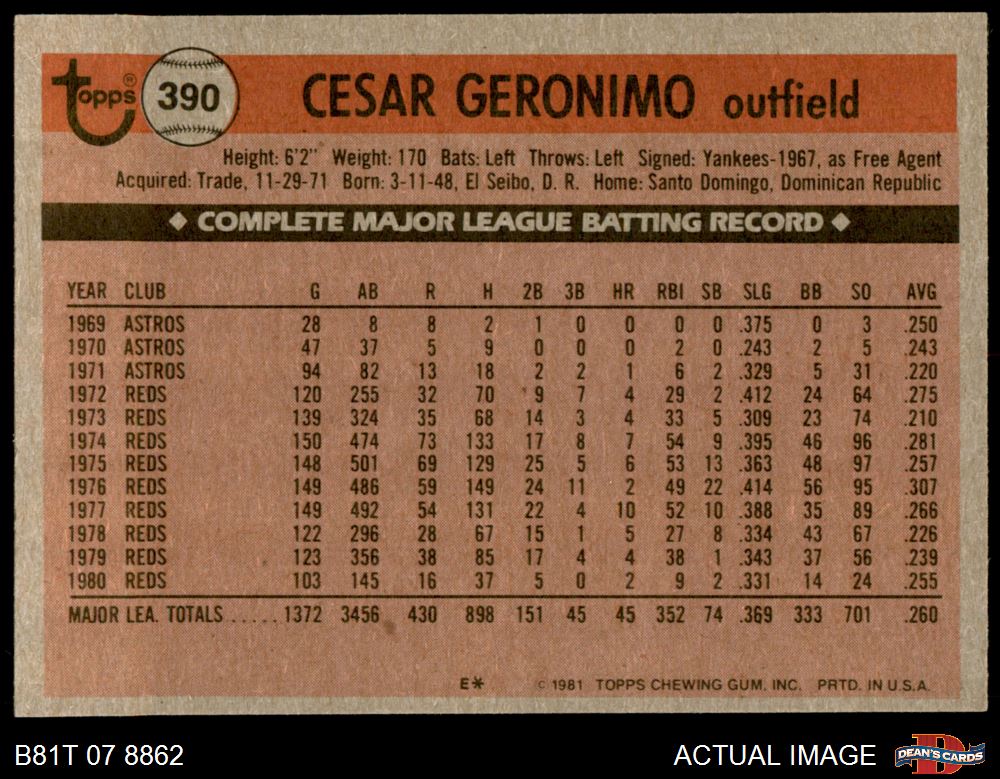 topps® 390 CESAR GERONIMO outfield
Height: 6'2" Weight: 170 Bats: Left Throws: Left Signed: Yankees-1967, as Free Agent
Acquired: Trade, 11-29-71 Born: 3-11-48, El Seibo, D. R. Home: Santo Domingo, Dominican Republic
◆ COMPLETE MAJOR LEAGUE BATTING RECORD ◆
YEAR CLUB G AB R H 2B 3B HR RBI SB SLG BB SO AVG
1969 ASTROS 28 8 8 2 1 0 0 0 0 .375 0 3 .250
1970 ASTROS 47 37 5 9 0 0 0 2 0 .243 2 5 .243
1971 ASTROS 94 82 13 18 2 2 1 6 2 .329 5 31 .220
1972 REDS 120 255 32 70 9 7 4 29 2 .412 24 64 .275
1973 REDS 139 324 35 68 14 3 4 33 5 .309 23 74 .210
1974 REDS 150 474 73 133 17 8 7 54 9 .395 46 96 .281
1975 REDS 148 501 69 129 25 5 6 53 13 .363 48 97 .257
1976 REDS 149 486 59 149 24 11 2 49 22 .414 56 95 .307
1977 REDS 149 492 54 131 22 4 10 52 10 .388 35 89 .266
1978 REDS 122 296 28 67 15 1 5 27 8 .334 43 67 .226
1979 REDS 123 356 38 85 17 4 4 38 1 .343 37 56 .239
1980 REDS 103 145 16 37 5 0 2 9 2 .331 14 24 .255
MAJOR LEA. TOTALS ..... 1372 3456 430 898 151 45 45 352 74 .369 333 701 .260
E* © 1981 TOPPS CHEWING GUM, INC. PRTD. IN U.S.A.
B81T 07 8862 ACTUAL IMAGE D DEAN'S CARDS